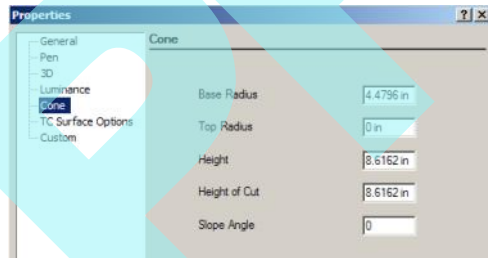 Properties
General
Pen
3D
Luminance
Cone
TC Surface Options
Custom
Cone
Base Radius 4.4796 in
Top Radius 0 in
Height 8.6162 in
Height of Cut 8.6162 in
Slope Angle 0